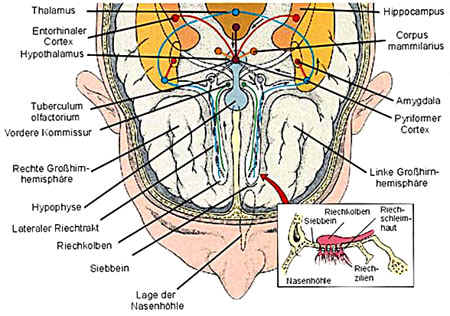 Thalamus
Entorhinaler
Cortex
Hypothalamus
Tuberculum
olfactorium
Vordere Kommissur
Rechte Großhirn-
hemisphäre
Hypophyse
Lateraler Riechtrakt
Riechkolben
Siebbein
Lage der
Nasenhöhle
Hippocampus
Corpus
mammilarius
Amygdala
Pyriformer
Cortex
Linke Großhirn-
hemisphäre
Riechkolben
Siebbein
Riech-
schleim-
haut
Nasenhöhle
Riech-
zilien